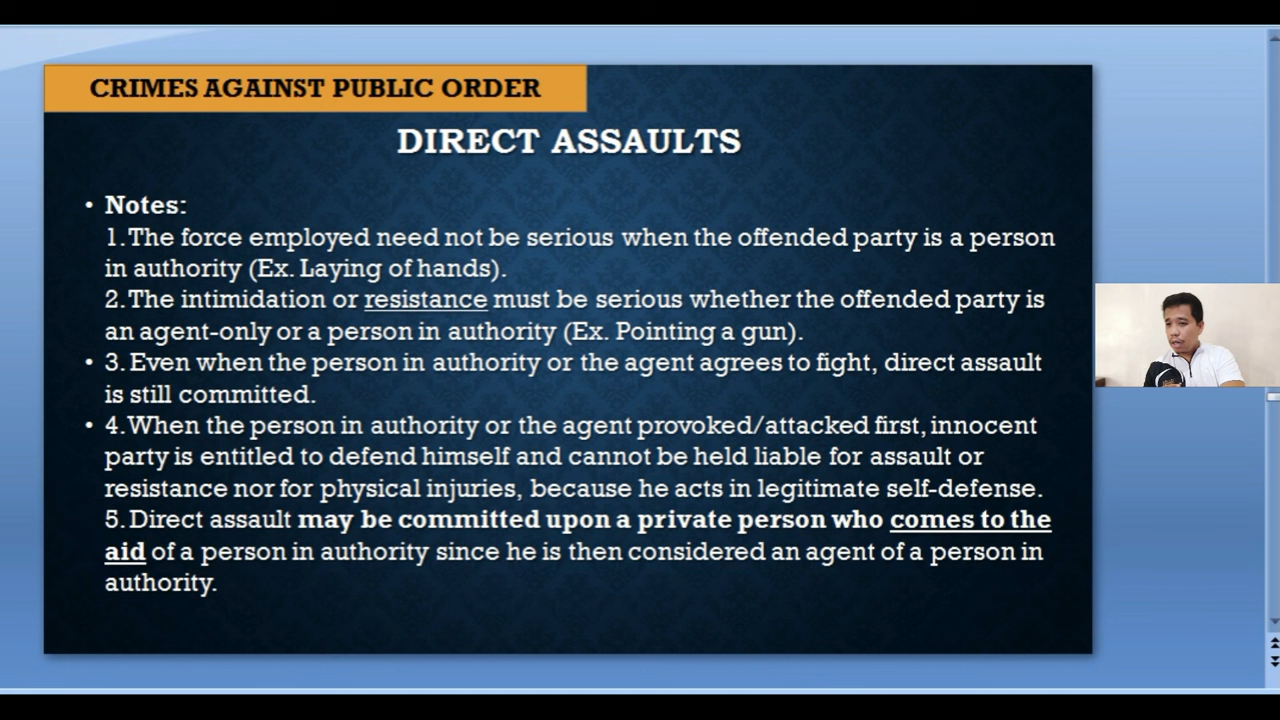 CRIMES AGAINST PUBLIC ORDER
DIRECT ASSAULTS
• Notes:
1. The force employed need not be serious when the offended party is a person
in authority (Ex. Laying of hands).
2. The intimidation or resistance must be serious whether the offended party is
an agent-only or a person in authority (Ex. Pointing a gun).
• 3. Even when the person in authority or the agent agrees to fight, direct assault
is still committed.
• 4. When the person in authority or the agent provoked/attacked first, innocent
party is entitled to defend himself and cannot be held liable for assault or
resistance nor for physical injuries, because he acts in legitimate self-defense.
5. Direct assault may be committed upon a private person who comes to the
aid of a person in authority since he is then considered an agent of a person in
authority.